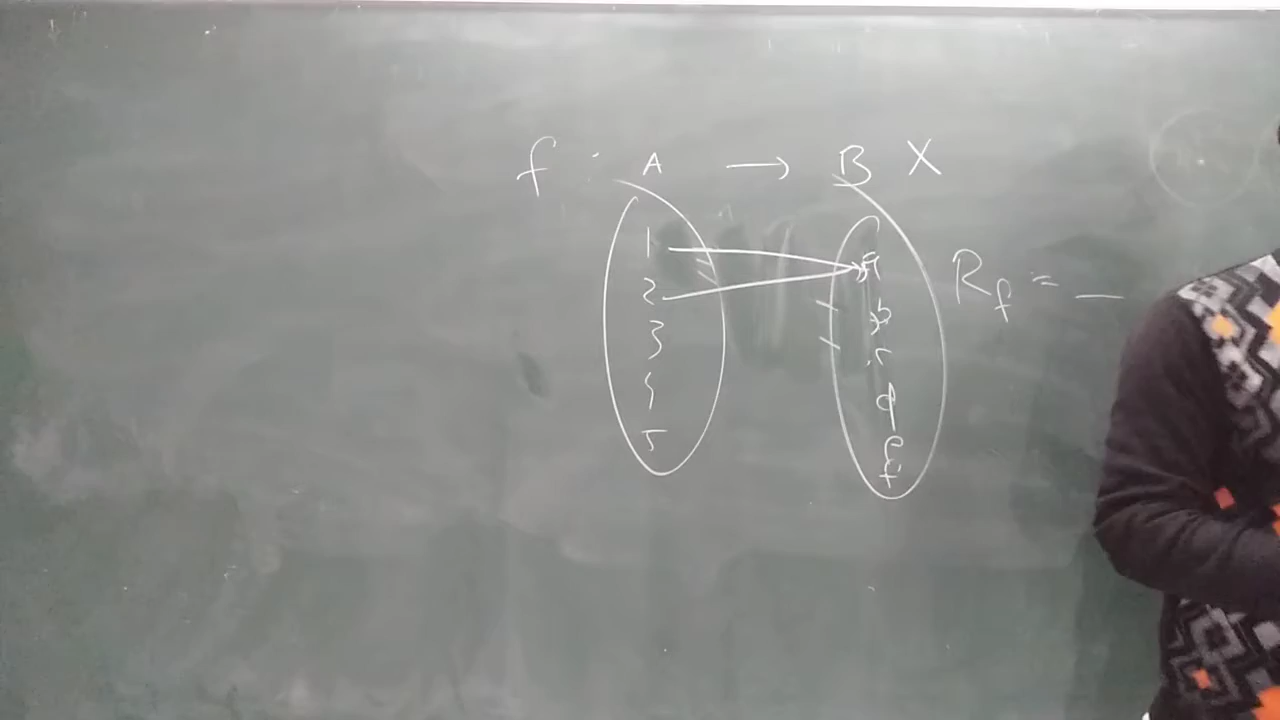 f : A → B X
1 a
2 b
3 c
4 d
5 e
f
R_f = _